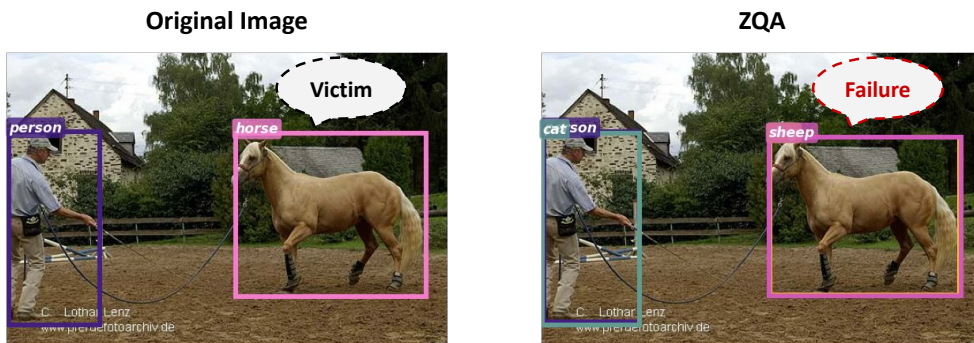 Original Image
ZQA
Victim
Failure
person
horse
cat
son
sheep
C. Lothar Lenz
www.pferdefotoarchiv.de
C. Lothar Lenz
www.pferdefotoarchiv.de